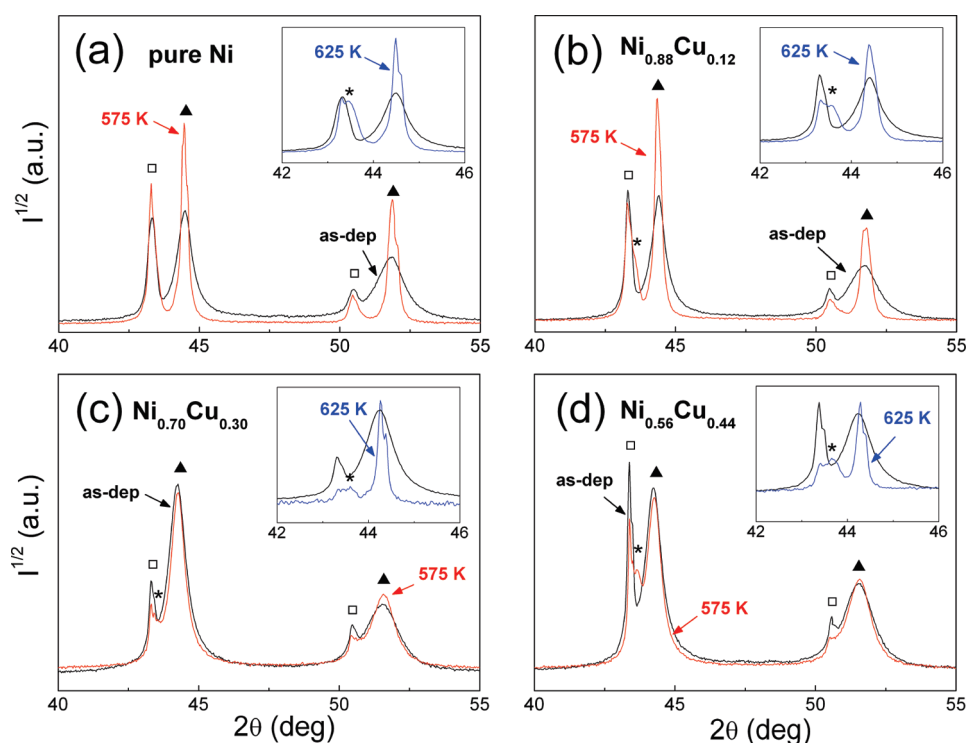 (a) pure Ni
625 K
*
42 44 46
575 K
▲
□
▲
as-dep
□
I1/2 (a.u.)
40 45 50 55
(b) Ni0.88Cu0.12
625 K
*
42 44 46
▲
575 K
□
*
▲
as-dep
□
40 45 50 55
(c) Ni0.70Cu0.30
625 K
*
42 44 46
▲
as-dep
□
*
575 K
▲
□
I1/2 (a.u.)
40 45 50 55
2θ (deg)
(d) Ni0.56Cu0.44
625 K
*
42 44 46
□
▲
as-dep
*
575 K
▲
□
40 45 50 55
2θ (deg)